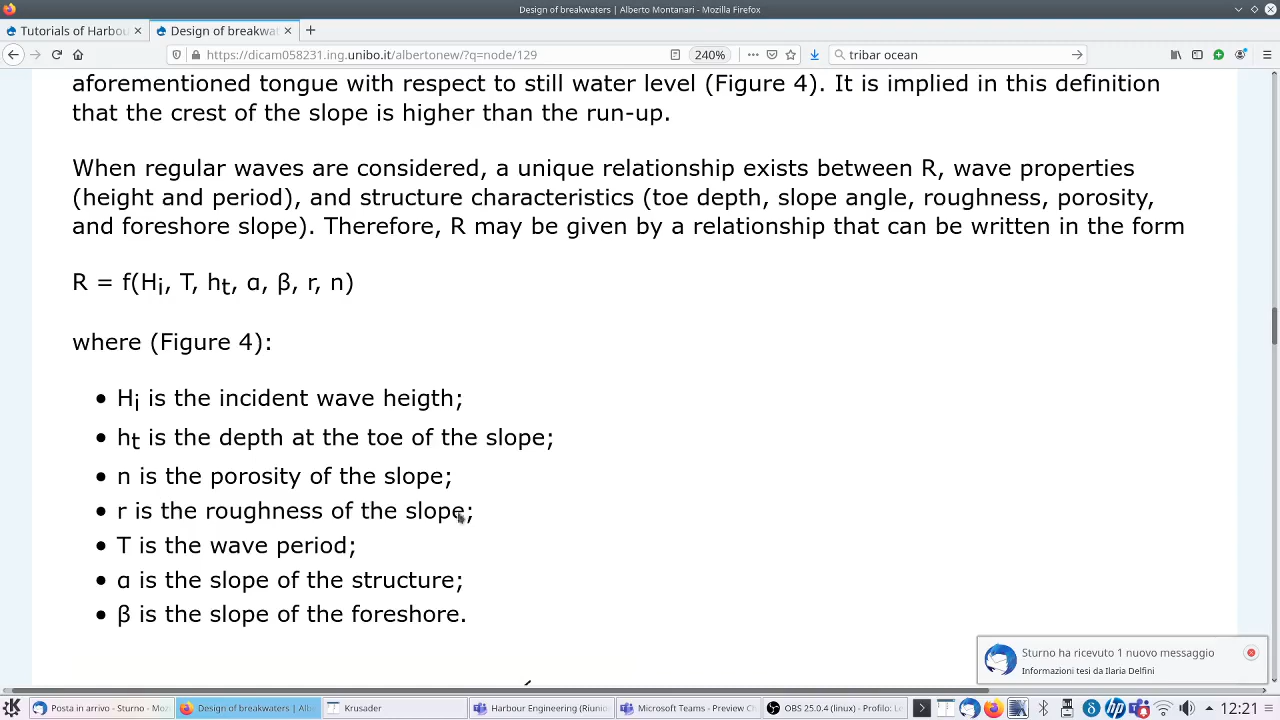 Design of breakwaters | Alberto Montanari - Mozilla Firefox
Tutorials of Harbou
Design of breakwa
https://dicam058231.ing.unibo.it/albertonew/?q=node/129
240%
tribar ocean
aforementioned tongue with respect to still water level (Figure 4). It is implied in this definition
that the crest of the slope is higher than the run-up.
When regular waves are considered, a unique relationship exists between R, wave properties
(height and period), and structure characteristics (toe depth, slope angle, roughness, porosity,
and foreshore slope). Therefore, R may be given by a relationship that can be written in the form
R = f(Hi, T, ht, α, β, r, n)
where (Figure 4):
• Hi is the incident wave heigth;
• ht is the depth at the toe of the slope;
• n is the porosity of the slope;
• r is the roughness of the slope;
• T is the wave period;
• α is the slope of the structure;
• β is the slope of the foreshore.
Sturno ha ricevuto 1 nuovo messaggio
Informazioni tesi da Ilaria Delfini
Posta in arrivo - Sturno - Moz
Design of breakwaters | Alb
Krusader
Harbour Engineering (Riunio
Microsoft Teams - Preview C
OBS 25.0.4 (linux) - Profilo: L
12:21